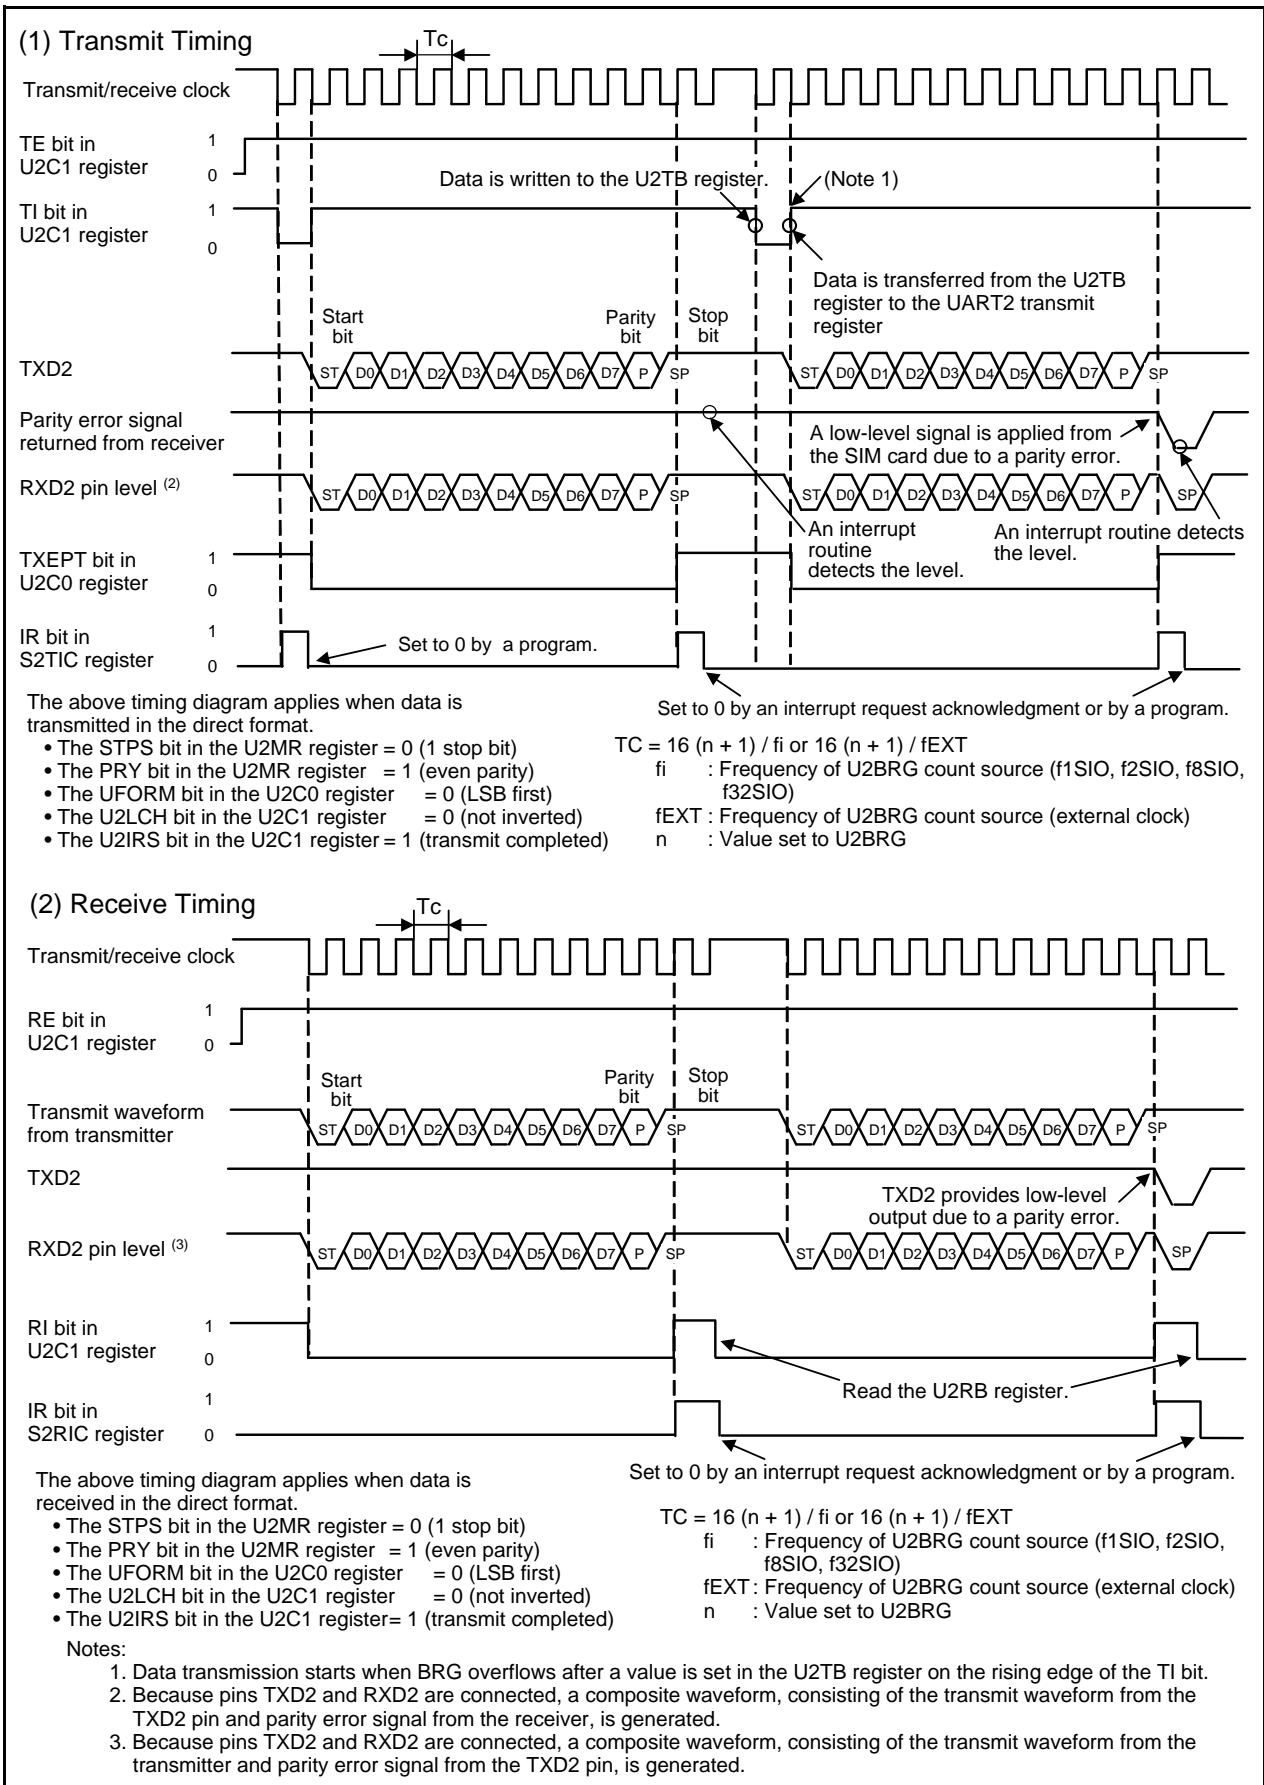 (1) Transmit Timing
Tc
Transmit/receive clock
TE bit in
U2C1 register
1
0
Data is written to the U2TB register.
(Note 1)
TI bit in
U2C1 register
1
0
Data is transferred from the U2TB
register to the UART2 transmit
register
Start
bit
Parity
bit
Stop
bit
TXD2
ST D0 D1 D2 D3 D4 D5 D6 D7 P SP
ST D0 D1 D2 D3 D4 D5 D6 D7 P SP
Parity error signal
returned from receiver
A low-level signal is applied from
the SIM card due to a parity error.
RXD2 pin level (2)
ST D0 D1 D2 D3 D4 D5 D6 D7 P SP
ST D0 D1 D2 D3 D4 D5 D6 D7 P SP
An interrupt
routine
detects the level.
An interrupt routine detects
the level.
TXEPT bit in
U2C0 register
1
0
IR bit in
S2TIC register
1
0
Set to 0 by a program.
Set to 0 by an interrupt request acknowledgment or by a program.
The above timing diagram applies when data is
transmitted in the direct format.
• The STPS bit in the U2MR register = 0 (1 stop bit)
• The PRY bit in the U2MR register = 1 (even parity)
• The UFORM bit in the U2C0 register = 0 (LSB first)
• The U2LCH bit in the U2C1 register = 0 (not inverted)
• The U2IRS bit in the U2C1 register = 1 (transmit completed)
TC = 16 (n + 1) / fi or 16 (n + 1) / fEXT
fi : Frequency of U2BRG count source (f1SIO, f2SIO, f8SIO,
f32SIO)
fEXT : Frequency of U2BRG count source (external clock)
n : Value set to U2BRG
(2) Receive Timing
Tc
Transmit/receive clock
RE bit in
U2C1 register
1
0
Start
bit
Parity
bit
Stop
bit
Transmit waveform
from transmitter
ST D0 D1 D2 D3 D4 D5 D6 D7 P SP
ST D0 D1 D2 D3 D4 D5 D6 D7 P SP
TXD2
TXD2 provides low-level
output due to a parity error.
RXD2 pin level (3)
ST D0 D1 D2 D3 D4 D5 D6 D7 P SP
ST D0 D1 D2 D3 D4 D5 D6 D7 P SP
RI bit in
U2C1 register
1
0
Read the U2RB register.
IR bit in
S2RIC register
1
0
Set to 0 by an interrupt request acknowledgment or by a program.
The above timing diagram applies when data is
received in the direct format.
• The STPS bit in the U2MR register = 0 (1 stop bit)
• The PRY bit in the U2MR register = 1 (even parity)
• The UFORM bit in the U2C0 register = 0 (LSB first)
• The U2LCH bit in the U2C1 register = 0 (not inverted)
• The U2IRS bit in the U2C1 register= 1 (transmit completed)
TC = 16 (n + 1) / fi or 16 (n + 1) / fEXT
fi : Frequency of U2BRG count source (f1SIO, f2SIO,
f8SIO, f32SIO)
fEXT : Frequency of U2BRG count source (external clock)
n : Value set to U2BRG
Notes:
1. Data transmission starts when BRG overflows after a value is set in the U2TB register on the rising edge of the TI bit.
2. Because pins TXD2 and RXD2 are connected, a composite waveform, consisting of the transmit waveform from the
TXD2 pin and parity error signal from the receiver, is generated.
3. Because pins TXD2 and RXD2 are connected, a composite waveform, consisting of the transmit waveform from the
transmitter and parity error signal from the TXD2 pin, is generated.